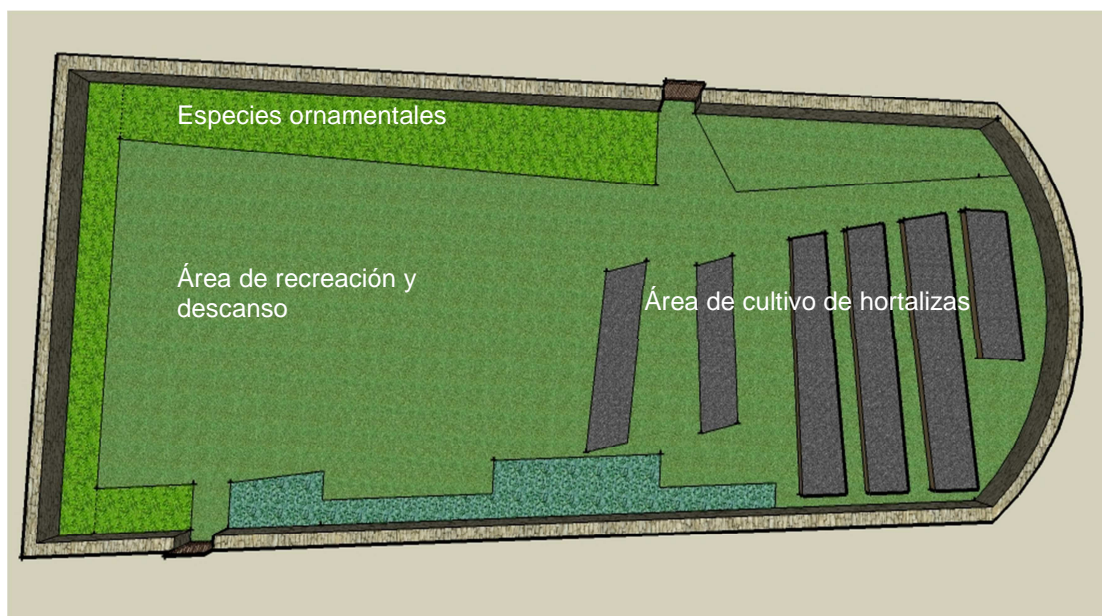 Especies ornamentales
Área de recreación y
descanso
Área de cultivo de hortalizas